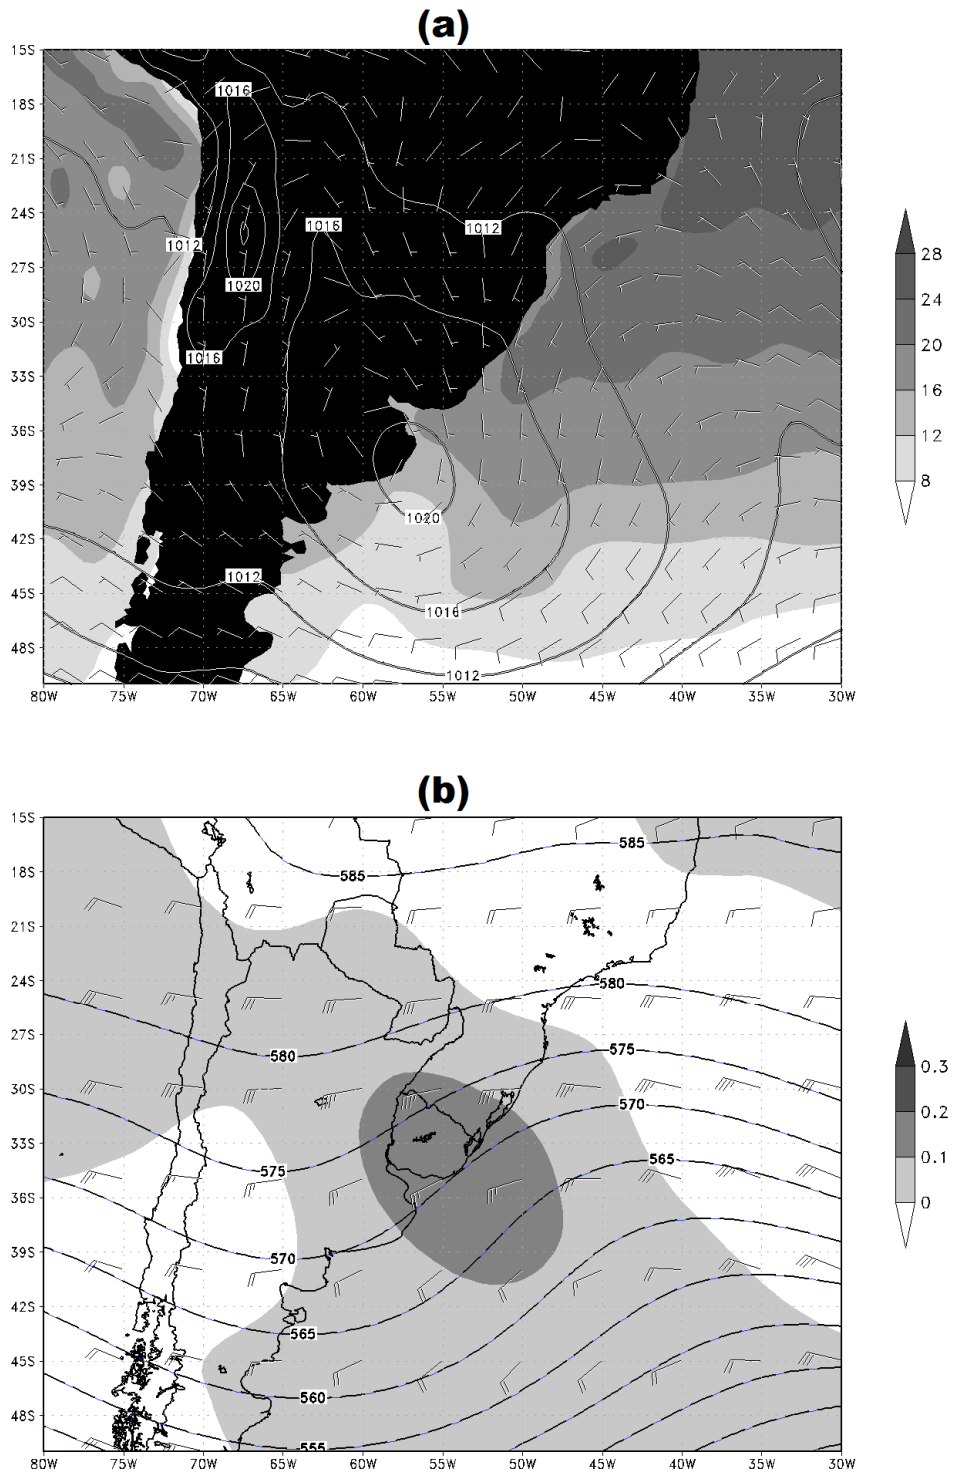 (a)
15S
1016
18S
21S
24S
1012
1016
1012
28
27S
1020
24
30S
20
1016
33S
16
36S
12
39S
8
1020
42S
1012
45S
1016
48S
1012
80W 75W 70W 65W 60W 55W 50W 45W 40W 35W 30W
(b)
15S
585
585
18S
21S
24S
580
27S
580
575
0.3
30S
570
0.2
33S
575
565
0.1
36S
0
39S
570
42S
565
45S
560
48S
555
80W 75W 70W 65W 60W 55W 50W 45W 40W 35W 30W